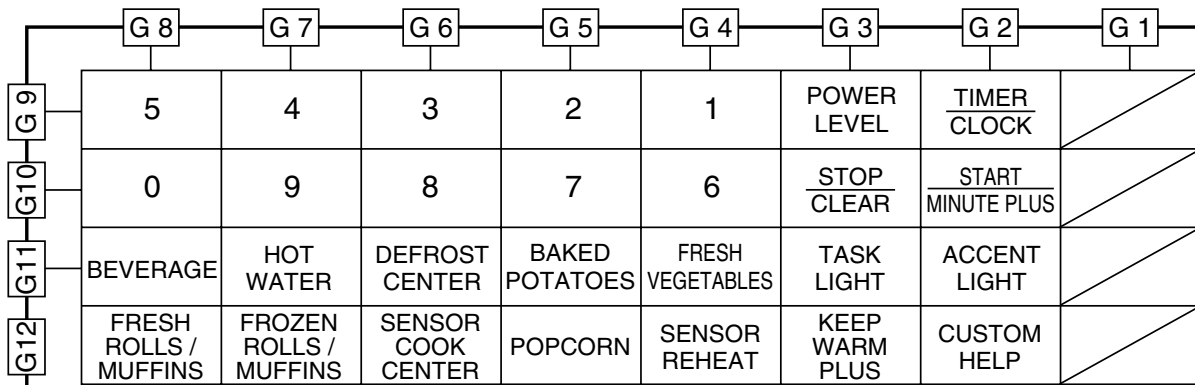 G 8 G 7 G 6 G 5 G 4 G 3 G 2 G 1
G 9 5 4 3 2 1 POWER LEVEL TIMER CLOCK
G10 0 9 8 7 6 STOP CLEAR START MINUTE PLUS
G11 BEVERAGE HOT WATER DEFROST CENTER BAKED POTATOES FRESH VEGETABLES TASK LIGHT ACCENT LIGHT
G12 FRESH ROLLS / MUFFINS FROZEN ROLLS / MUFFINS SENSOR COOK CENTER POPCORN SENSOR REHEAT KEEP WARM PLUS CUSTOM HELP